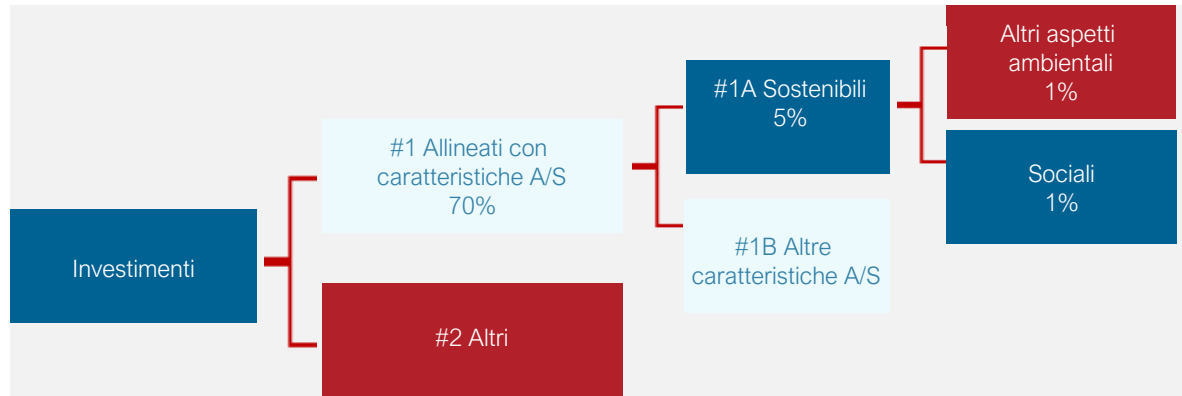 Investimenti
#1 Allineati con
caratteristiche A/S
70%
#2 Altri
#1A Sostenibili
5%
#1B Altre
caratteristiche A/S
Altri aspetti
ambientali
1%
Sociali
1%